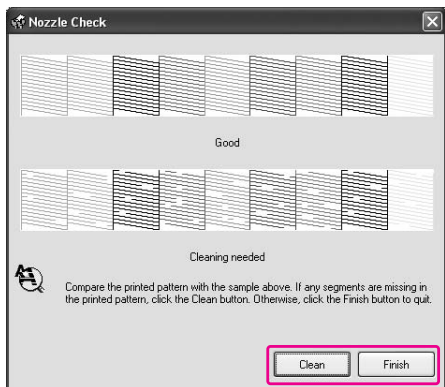 Nozzle Check
Good
Cleaning needed
Compare the printed pattern with the sample above. If any segments are missing in
the printed pattern, click the Clean button. Otherwise, click the Finish button to quit.
Clean
Finish